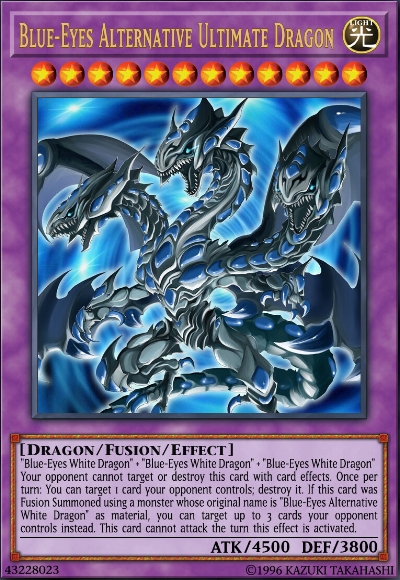 Blue-Eyes Alternative Ultimate Dragon
LIGHT
光
[Dragon/Fusion/Effect]
"Blue-Eyes White Dragon" + "Blue-Eyes White Dragon" + "Blue-Eyes White Dragon"
Your opponent cannot target or destroy this card with card effects. Once per
turn: You can target 1 card your opponent controls; destroy it. If this card was
Fusion Summoned using a monster whose original name is "Blue-Eyes Alternative
White Dragon" as material, you can target up to 3 cards your opponent
controls instead. This card cannot attack the turn this effect is activated.
ATK/4500 DEF/3800
43228023 ©1996 KAZUKI TAKAHASHI